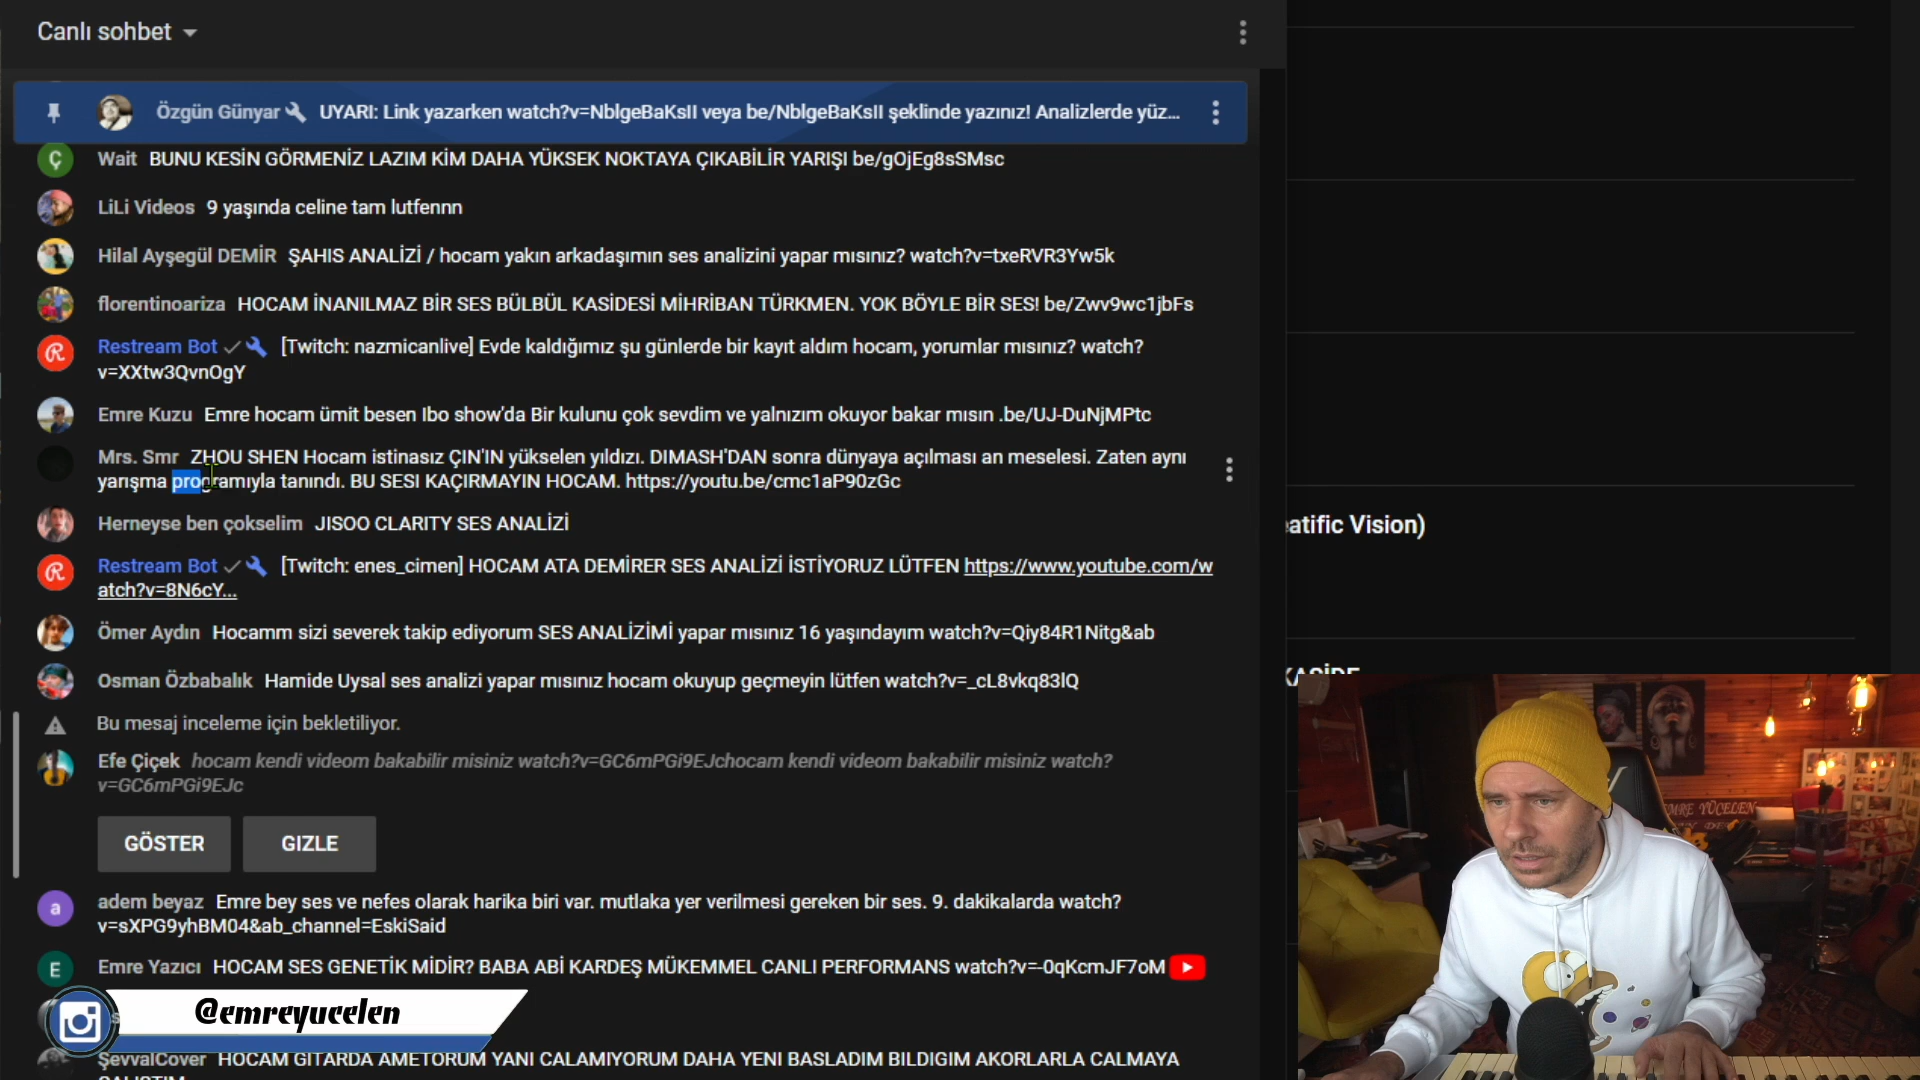 Canlı sohbet
Özgün Günyar UYARI: Link yazarken watch?v=NblgeBaKsII veya be/NblgeBaKsII şeklinde yazınız! Analizlerde yüz...
Ç Wait BUNU KESİN GÖRMENİZ LAZIM KİM DAHA YÜKSEK NOKTAYA ÇIKABİLİR YARIŞI be/gOjEg8sSMsc
LiLi Videos 9 yaşında celine tam lutfennn
Hilal Ayşegül DEMİR ŞAHIS ANALİZİ / hocam yakın arkadaşımın ses analizini yapar mısınız? watch?v=txeRVR3Yw5k
florentinoariza HOCAM İNANILMAZ BİR SES BÜLBÜL KASİDESİ MİHRİBAN TÜRKMEN. YOK BÖYLE BİR SES! be/Zwv9wc1jbFs
Restream Bot [Twitch: nazmicanlive] Evde kaldığımız şu günlerde bir kayıt aldım hocam, yorumlar mısınız? watch?
v=XXtw3QvnOgY
Emre Kuzu Emre hocam ümit besen Ibo show'da Bir kulunu çok sevdim ve yalnızım okuyor bakar mısın .be/UJ-DuNjMPtc
Mrs. Smr ZHOU SHEN Hocam istinasız ÇIN'IN yükselen yıldızı. DIMASH'DAN sonra dünyaya açılması an meselesi. Zaten aynı
yarışma programıyla tanındı. BU SESI KAÇIRMAYIN HOCAM. https://youtu.be/cmc1aP90zGc
Herneyse ben çokselim JISOO CLARITY SES ANALİZİ
Restream Bot [Twitch: enes_cimen] HOCAM ATA DEMİRER SES ANALİZİ İSTİYORUZ LÜTFEN https://www.youtube.com/w
atch?v=8N6cY...
Ömer Aydın Hocamm sizi severek takip ediyorum SES ANALİZİMİ yapar mısınız 16 yaşındayım watch?v=Qiy84R1Nitg&ab
Osman Özbabalık Hamide Uysal ses analizi yapar mısınız hocam okuyup geçmeyin lütfen watch?v=_cL8vkq83lQ
Bu mesaj inceleme için bekletiliyor.
Efe Çiçek hocam kendi videom bakabilir misiniz watch?v=GC6mPGi9EJchocam kendi videom bakabilir misiniz watch?
v=GC6mPGi9EJc
GÖSTER GIZLE
a adem beyaz Emre bey ses ve nefes olarak harika biri var. mutlaka yer verilmesi gereken bir ses. 9. dakikalarda watch?
v=sXPG9yhBM04&ab_channel=EskiSaid
E Emre Yazıcı HOCAM SES GENETİK MİDİR? BABA ABİ KARDEŞ MÜKEMMEL CANLI PERFORMANS watch?v=-0qKcmJF7oM
@emreyucelen
ŞevvalCover HOCAM GITARDA AMETORUM YANI CALAMIYORUM DAHA YENI BASLADIM BILDIGIM AKORLARLA CALMAYA
CALISTIM
eatific Vision)
KASİDE
EMRE YÜCELEN